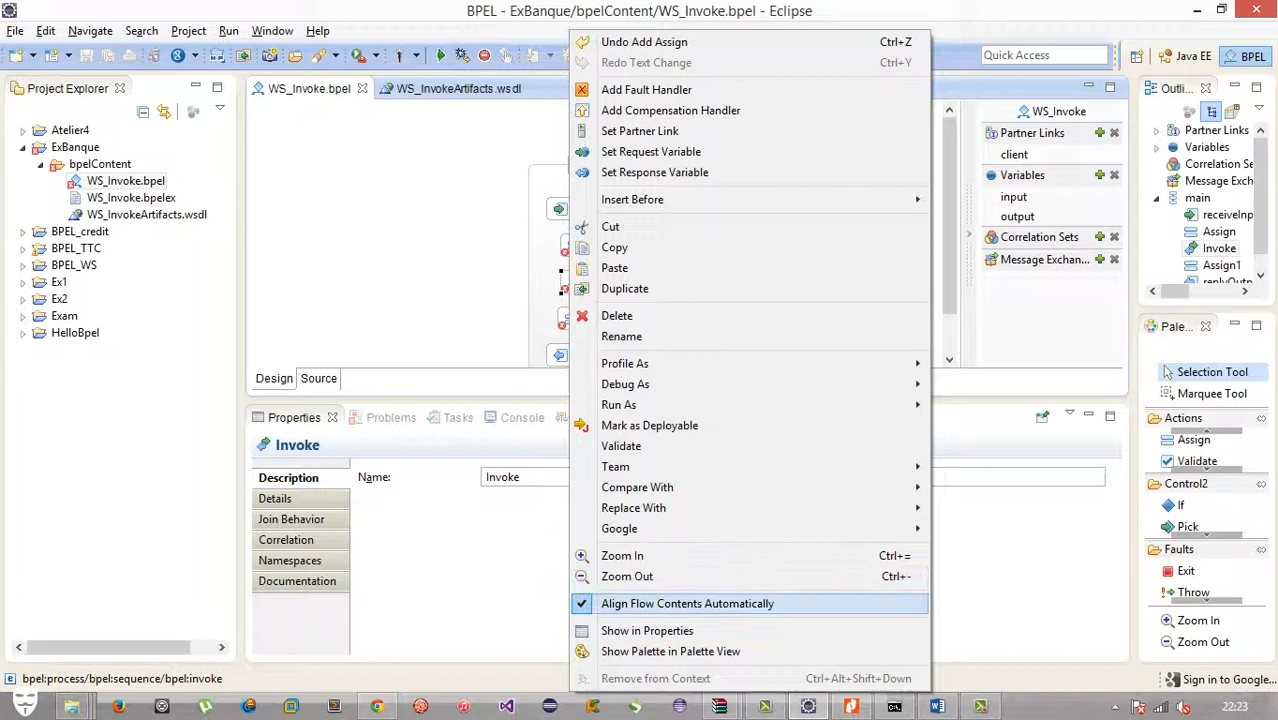 BPEL - ExBanque/bpelContent/WS_Invoke.bpel - Eclipse
File Edit Navigate Search Project Run Window Help
Quick Access
Java EE
BPEL
Project Explorer
Atelier4
ExBanque
bpelContent
WS_Invoke.bpel
WS_Invoke.bpelex
WS_InvokeArtifacts.wsdl
BPEL_credit
BPEL_TTC
BPEL_WS
Ex1
Ex2
Exam
HelloBpel
WS_Invoke.bpel
WS_InvokeArtifacts.wsdl
Design Source
Undo Add Assign Ctrl+Z
Redo Text Change Ctrl+Y
Add Fault Handler
Add Compensation Handler
Set Partner Link
Set Request Variable
Set Response Variable
Insert Before
Cut
Copy
Paste
Duplicate
Delete
Rename
Profile As
Debug As
Run As
Mark as Deployable
Validate
Team
Compare With
Replace With
Google
Zoom In Ctrl+=
Zoom Out Ctrl+-
Align Flow Contents Automatically
Show in Properties
Show Palette in Palette View
Remove from Context Ctrl+Alt+Shift+Down
WS_Invoke
Partner Links
client
Variables
input
output
Correlation Sets
Message Exchan...
Outli...
Partner Links
Variables
Correlation Se
Message Exch
main
receiveInp
Assign
Invoke
Assign1
replyOutp
Pale...
Selection Tool
Marquee Tool
Actions
Assign
Validate
Control2
If
Pick
Faults
Exit
Throw
Zoom In
Zoom Out
Properties Problems Tasks Console
Invoke
Description
Details
Join Behavior
Correlation
Namespaces
Documentation
Name: Invoke
bpel:process/bpel:sequence/bpel:invoke
Sign in to Google...
22:23